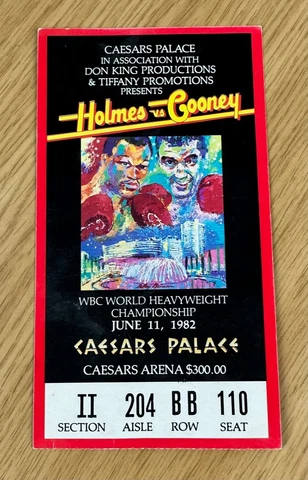 CAESARS PALACE
IN ASSOCIATION WITH
DON KING PRODUCTIONS
& TIFFANY PROMOTIONS
PRESENTS
Holmes vs Cooney
WBC WORLD HEAVYWEIGHT
CHAMPIONSHIP
JUNE 11, 1982
CAESARS PALACE
CAESARS ARENA $300.00
II 204 BB 110
SECTION AISLE ROW SEAT